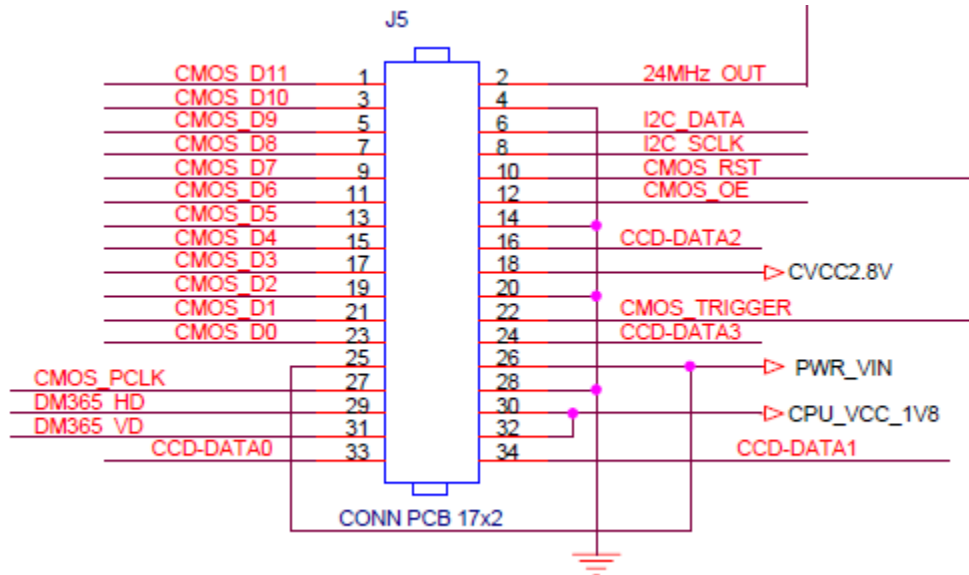 J5
CMOS_D11 1 2 24MHz_OUT
CMOS_D10 3 4
CMOS_D9 5 6 I2C_DATA
CMOS_D8 7 8 I2C_SCLK
CMOS_D7 9 10 CMOS_RST
CMOS_D6 11 12 CMOS_OE
CMOS_D5 13 14
CMOS_D4 15 16 CCD-DATA2
CMOS_D3 17 18 CVCC2.8V
CMOS_D2 19 20
CMOS_D1 21 22 CMOS_TRIGGER
CMOS_D0 23 24 CCD-DATA3
25 26 PWR_VIN
CMOS_PCLK 27 28
DM365_HD 29 30 CPU_VCC_1V8
DM365_VD 31 32
CCD-DATA0 33 34 CCD-DATA1
CONN PCB 17x2